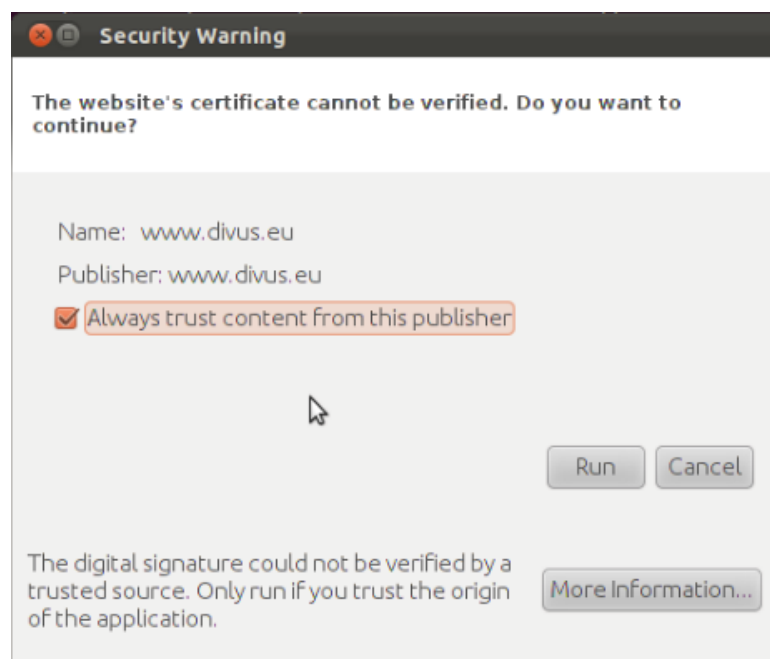 Security Warning
The website's certificate cannot be verified. Do you want to
continue?
Name: www.divus.eu
Publisher: www.divus.eu
Always trust content from this publisher
Run Cancel
The digital signature could not be verified by a
trusted source. Only run if you trust the origin
of the application.
More Information...